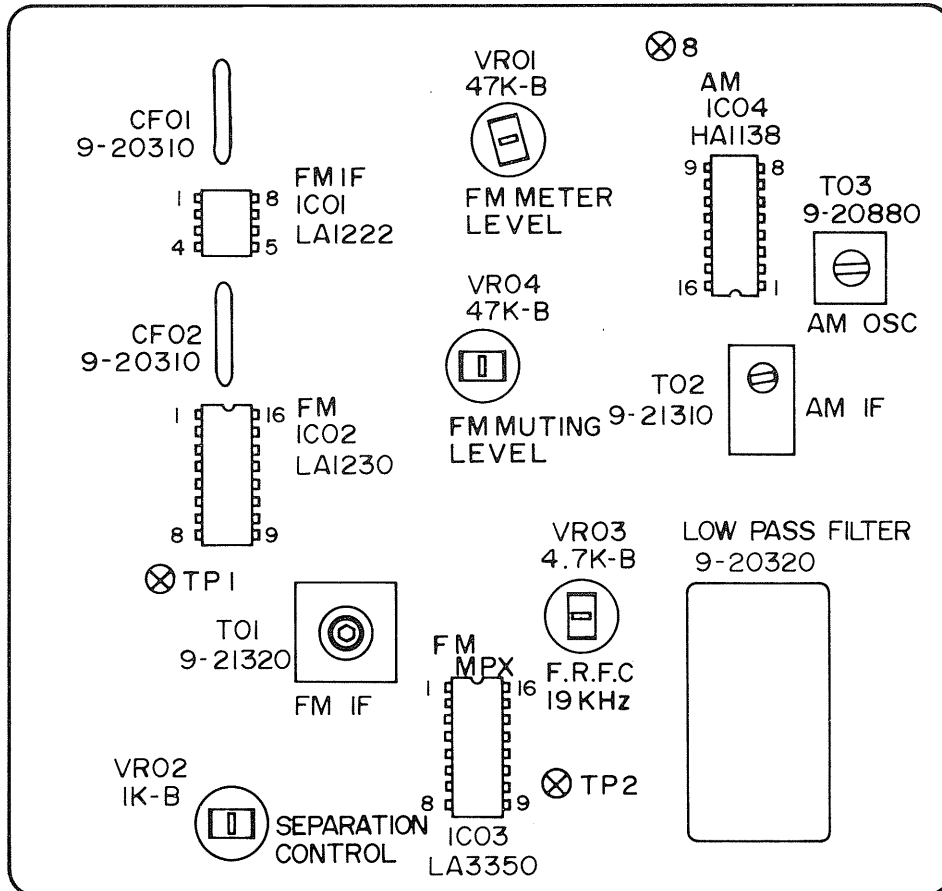 8
VR01
47K-B
FM METER
LEVEL
AM
IC04
HA1138
9
8
16
1
CF01
9-20310
FM IF
IC01
LA1222
1
8
4
5
T03
9-20880
AM OSC
VR04
47K-B
FM MUTING
LEVEL
CF02
9-20310
T02
9-21310
AM IF
FM
IC02
LA1230
1
16
8
9
TP1
VR03
4.7K-B
F.R.F.C
19KHz
LOW PASS FILTER
9-20320
T01
9-21320
FM IF
FM
MPX
1
16
8
9
IC03
LA3350
TP2
VR02
1K-B
SEPARATION
CONTROL